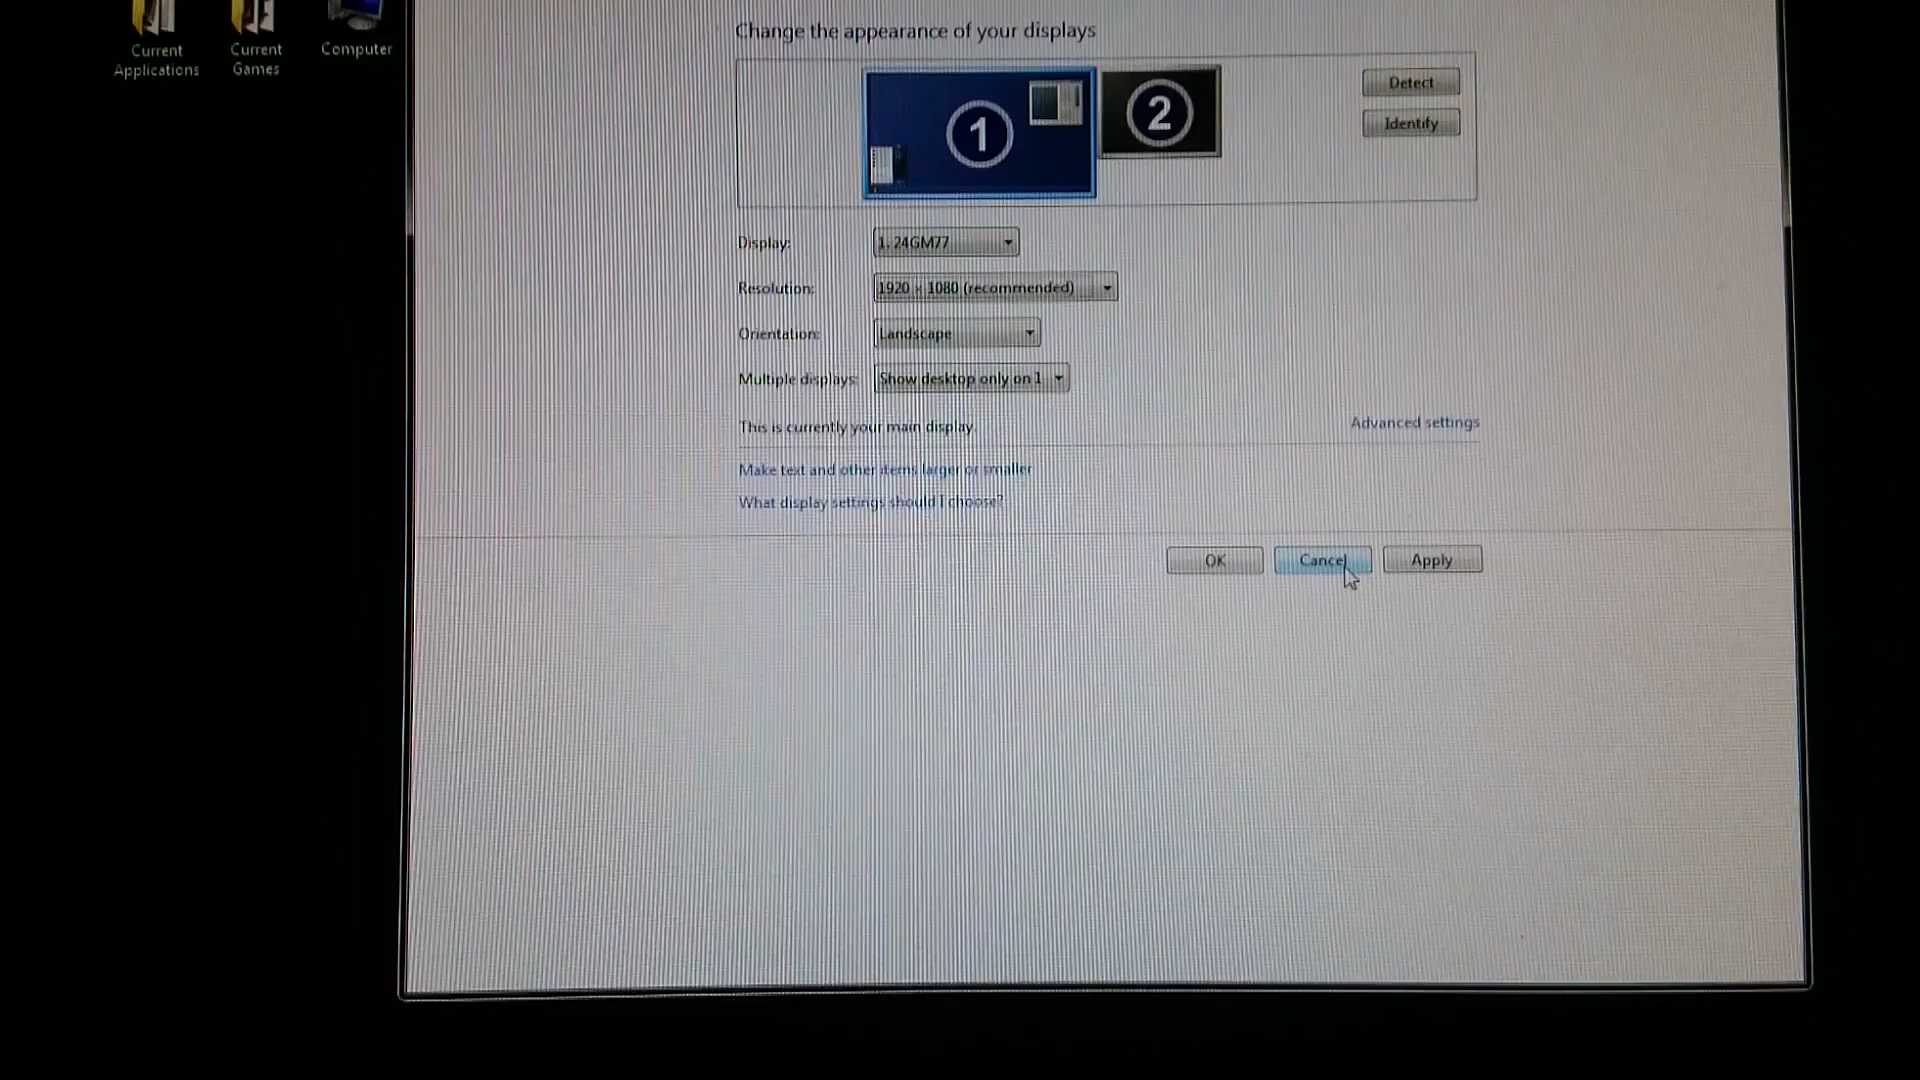 Current
Applications
Current
Games
Computer
Change the appearance of your displays
1
2
Detect
Identify
Display:
1. 24GM77
Resolution:
1920 × 1080 (recommended)
Orientation:
Landscape
Multiple displays:
Show desktop only on 1
This is currently your main display.
Advanced settings
Make text and other items larger or smaller
What display settings should I choose?
OK
Cancel
Apply